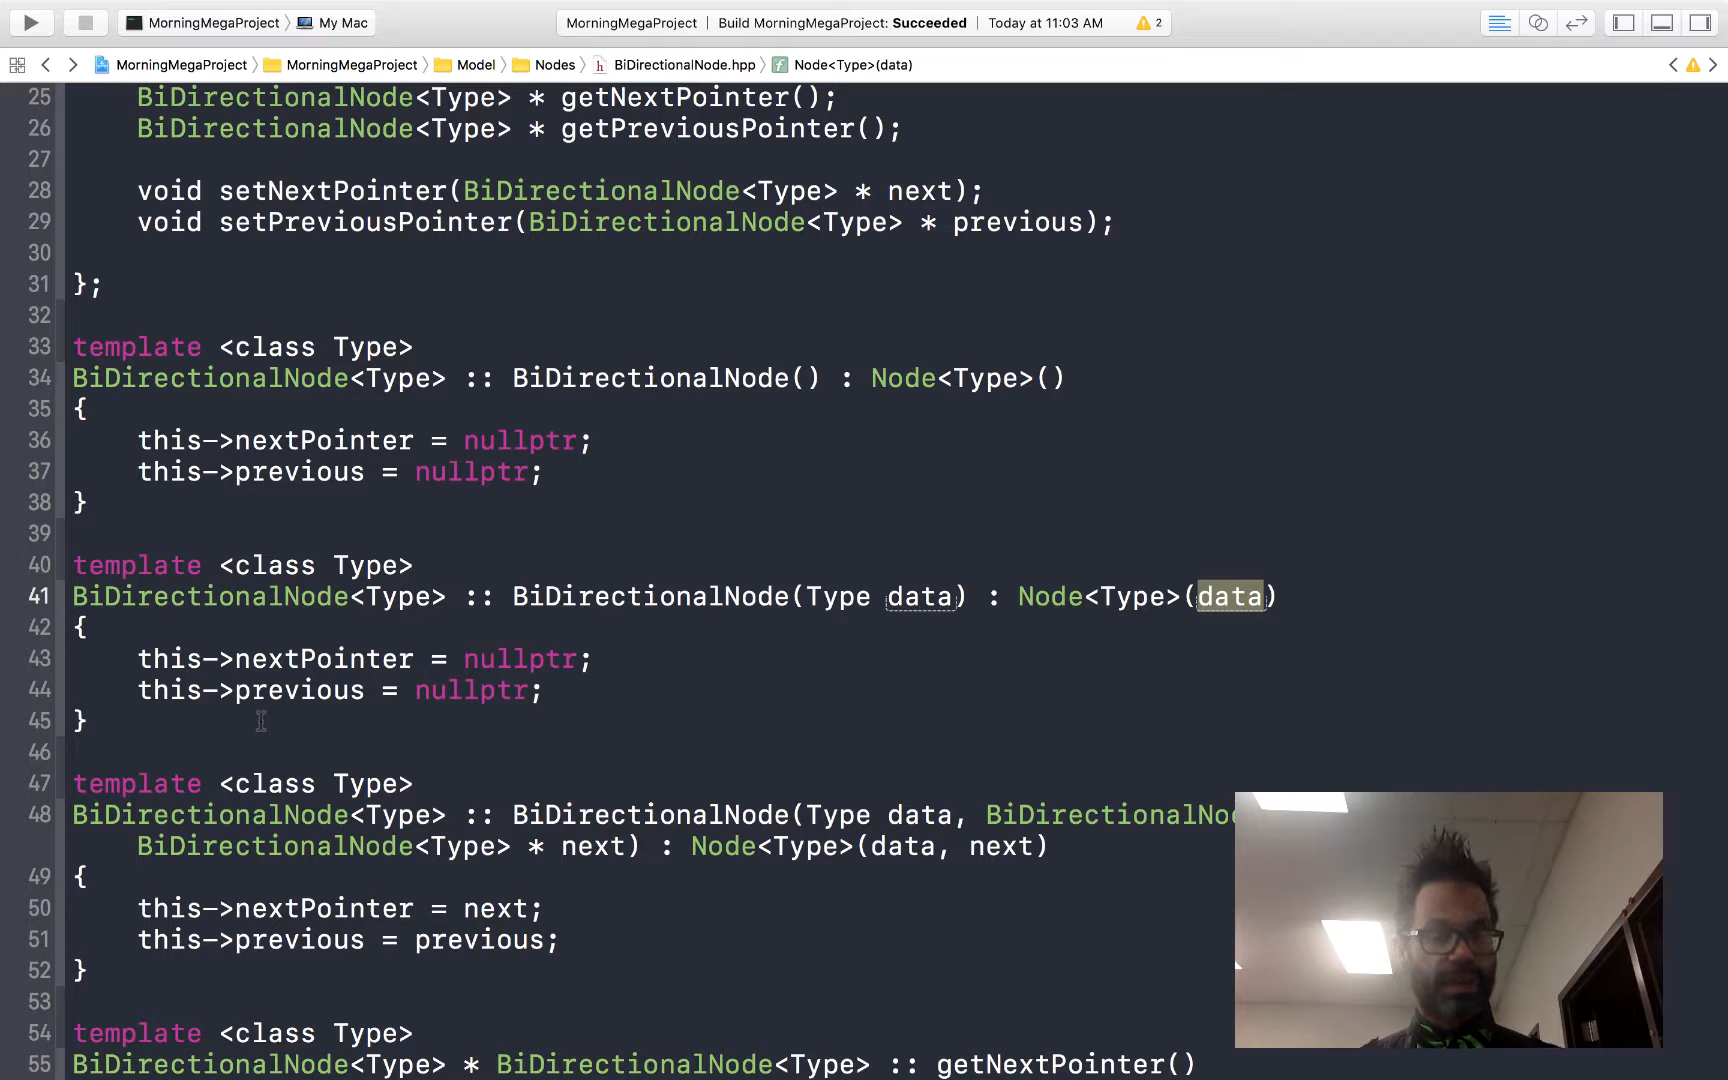 MorningMegaProject 〉 My Mac
MorningMegaProject | Build MorningMegaProject: Succeeded | Today at 11:03 AM 2
MorningMegaProject 〉 MorningMegaProject 〉 Model 〉 Nodes 〉 h BiDirectionalNode.hpp 〉 f Node<Type>(data)
25 BiDirectionalNode<Type> * getNextPointer();
26 BiDirectionalNode<Type> * getPreviousPointer();
27
28 void setNextPointer(BiDirectionalNode<Type> * next);
29 void setPreviousPointer(BiDirectionalNode<Type> * previous);
30
31 };
32
33 template <class Type>
34 BiDirectionalNode<Type> :: BiDirectionalNode() : Node<Type>()
35 {
36 this->nextPointer = nullptr;
37 this->previous = nullptr;
38 }
39
40 template <class Type>
41 BiDirectionalNode<Type> :: BiDirectionalNode(Type data) : Node<Type>(data)
42 {
43 this->nextPointer = nullptr;
44 this->previous = nullptr;
45 }
46
47 template <class Type>
48 BiDirectionalNode<Type> :: BiDirectionalNode(Type data, BiDirectionalNo
BiDirectionalNode<Type> * next) : Node<Type>(data, next)
49 {
50 this->nextPointer = next;
51 this->previous = previous;
52 }
53
54 template <class Type>
55 BiDirectionalNode<Type> * BiDirectionalNode<Type> :: getNextPointer()